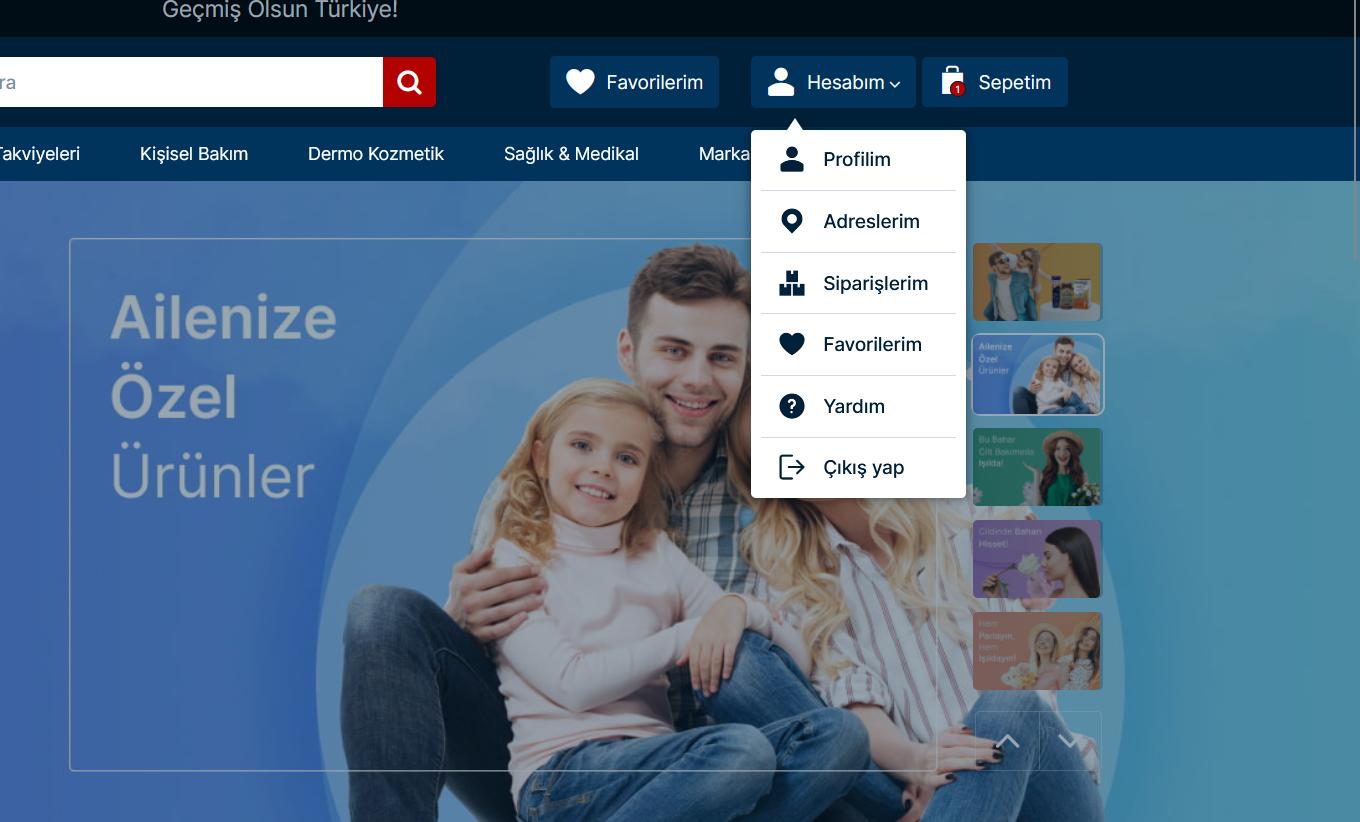 Geçmiş Olsun Türkiye!
ra
Favorilerim
Hesabım
1
Sepetim
Takviyeleri
Kişisel Bakım
Dermo Kozmetik
Sağlık & Medikal
Marka
Profilim
Adreslerim
Siparişlerim
Favorilerim
Yardım
Çıkış yap
Ailenize
Özel
Ürünler
Ailenize
Özel
Ürünler
Bu Bahar
Cilt Bakımınla
Işılda!
Cildinde Baharı
Hisset!
Hem
Parlayın,
Hem
Işıldayın!